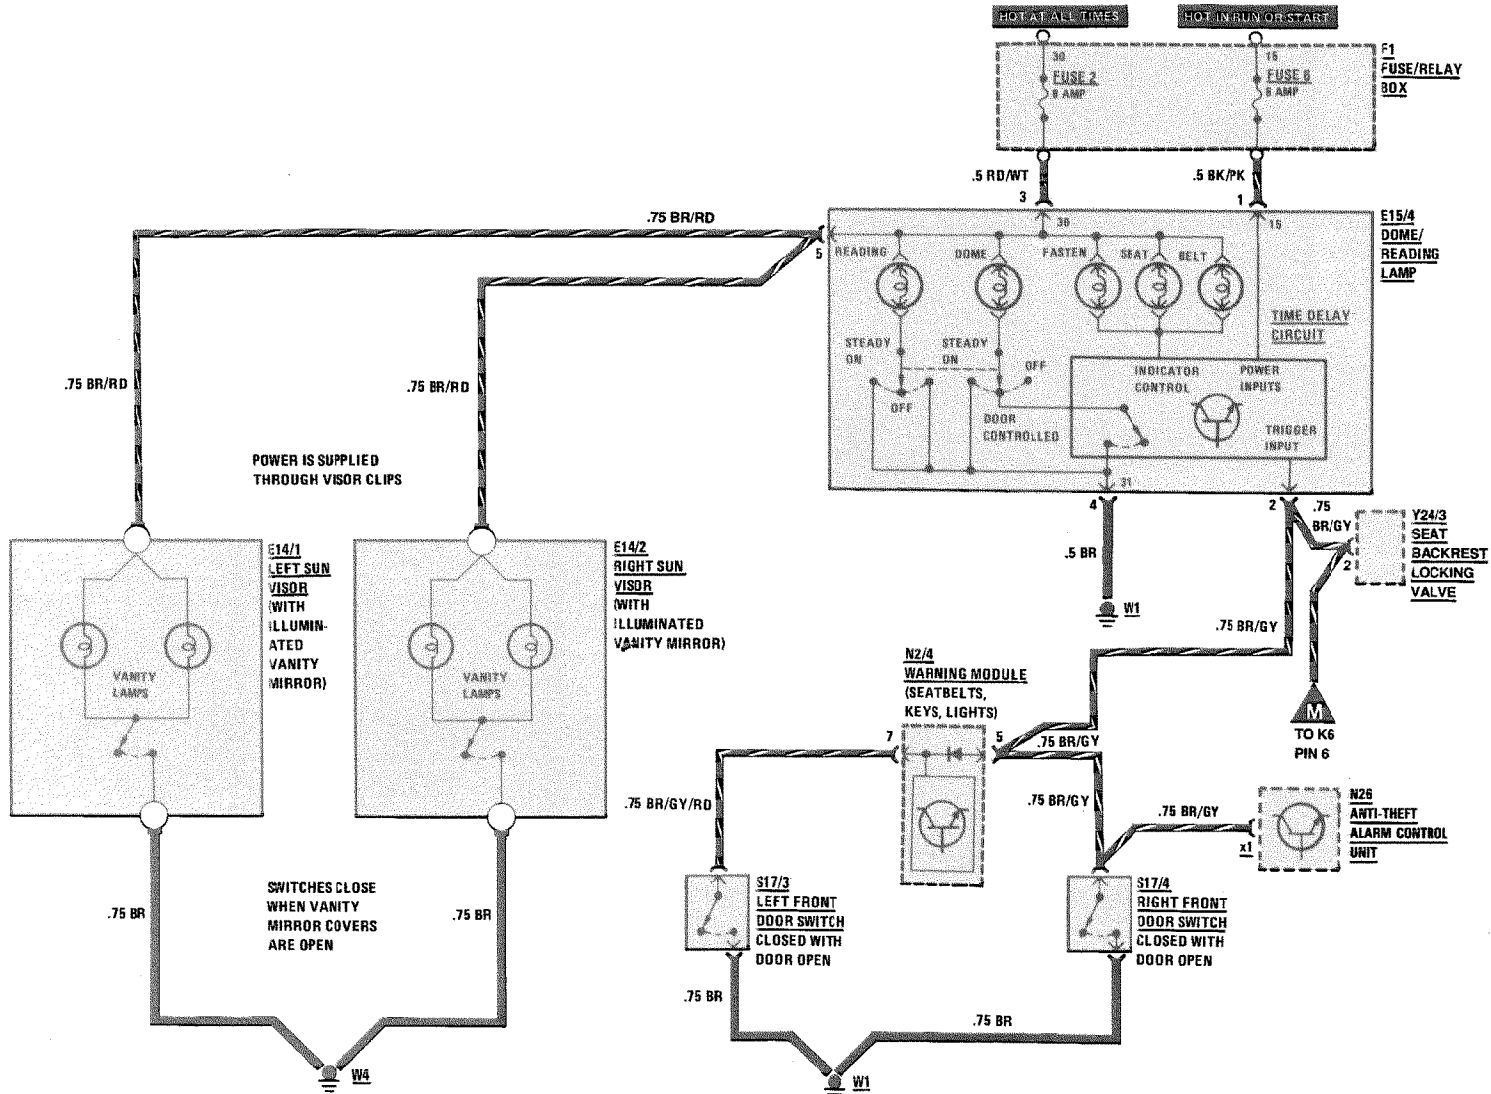 HOT AT ALL TIMES
HOT IN RUN OR START
30
FUSE 2
8 AMP
15
FUSE 6
8 AMP
F1
FUSE/RELAY
BOX
.5 RD/WT
3
.5 BK/PK
1
.75 BR/RD
5
30
15
READING
DOME
FASTEN
SEAT
BELT
E15/4
DOME/
READING
LAMP
TIME DELAY
CIRCUIT
STEADY
ON
STEADY
ON
OFF
OFF
DOOR
CONTROLLED
INDICATOR
CONTROL
POWER
INPUTS
TRIGGER
INPUT
31
.75 BR/RD
.75 BR/RD
POWER IS SUPPLIED
THROUGH VISOR CLIPS
4
2
.75
BR/GY
Y24/3
SEAT
BACKREST
LOCKING
VALVE
2
.5 BR
W1
.75 BR/GY
M
TO K6
PIN 6
E14/1
LEFT SUN
VISOR
(WITH
ILLUMIN-
ATED
VANITY
MIRROR)
VANITY
LAMPS
E14/2
RIGHT SUN
VISOR
(WITH
ILLUMINATED
VANITY MIRROR)
VANITY
LAMPS
N2/4
WARNING MODULE
(SEATBELTS,
KEYS, LIGHTS)
7
5
.75 BR/GY
.75 BR/GY/RD
.75 BR/GY
.75 BR/GY
x1
N26
ANTI-THEFT
ALARM CONTROL
UNIT
SWITCHES CLOSE
WHEN VANITY
MIRROR COVERS
ARE OPEN
.75 BR
.75 BR
S17/3
LEFT FRONT
DOOR SWITCH
CLOSED WITH
DOOR OPEN
S17/4
RIGHT FRONT
DOOR SWITCH
CLOSED WITH
DOOR OPEN
.75 BR
.75 BR
W4
W1